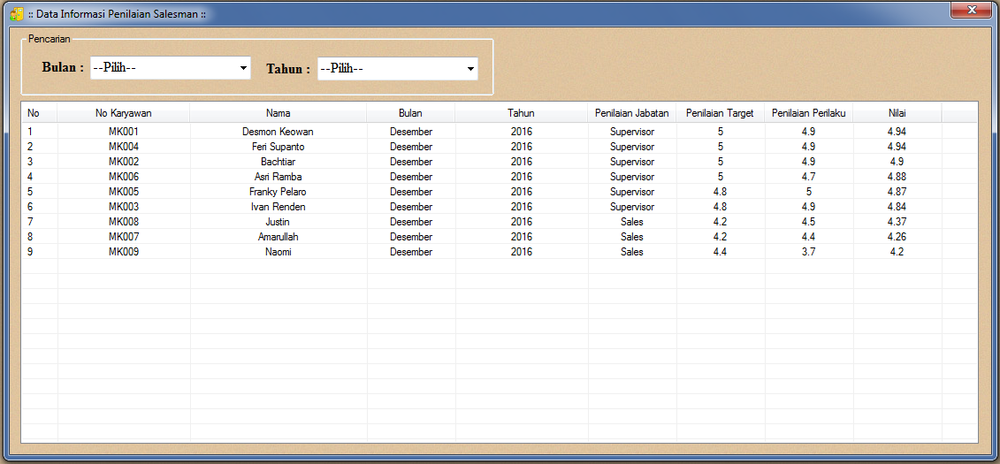 :: Data Informasi Penilaian Salesman ::
Pencarian
Bulan : --Pilih-- Tahun : --Pilih--
No No Karyawan Nama Bulan Tahun Penilaian Jabatan Penilaian Target Penilaian Perilaku Nilai
1 MK001 Desmon Keowan Desember 2016 Supervisor 5 4.9 4.94
2 MK004 Feri Supanto Desember 2016 Supervisor 5 4.9 4.94
3 MK002 Bachtiar Desember 2016 Supervisor 5 4.9 4.9
4 MK006 Asri Ramba Desember 2016 Supervisor 5 4.7 4.88
5 MK005 Franky Pelaro Desember 2016 Supervisor 4.8 5 4.87
6 MK003 Ivan Renden Desember 2016 Supervisor 4.8 4.9 4.84
7 MK008 Justin Desember 2016 Sales 4.2 4.5 4.37
8 MK007 Amarullah Desember 2016 Sales 4.2 4.4 4.26
9 MK009 Naomi Desember 2016 Sales 4.4 3.7 4.2